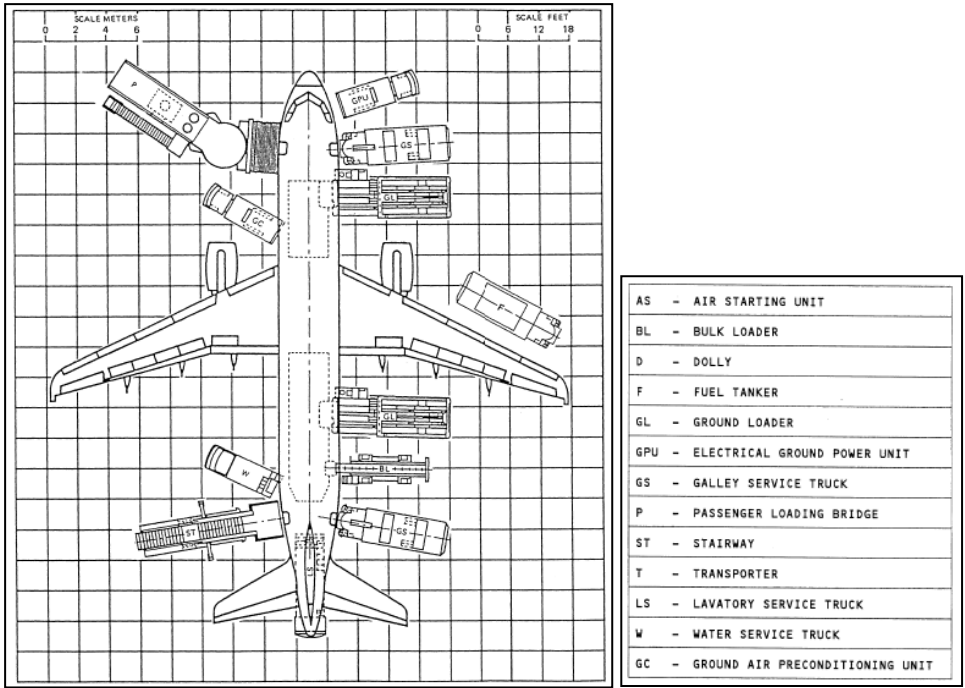 SCALE METERS
0 2 4 6
SCALE FEET
0 6 12 18
P
GPU
GS
GL
GC
F
GL
W
BL
ST
GS
LS
AS - AIR STARTING UNIT
BL - BULK LOADER
D - DOLLY
F - FUEL TANKER
GL - GROUND LOADER
GPU - ELECTRICAL GROUND POWER UNIT
GS - GALLEY SERVICE TRUCK
P - PASSENGER LOADING BRIDGE
ST - STAIRWAY
T - TRANSPORTER
LS - LAVATORY SERVICE TRUCK
W - WATER SERVICE TRUCK
GC - GROUND AIR PRECONDITIONING UNIT